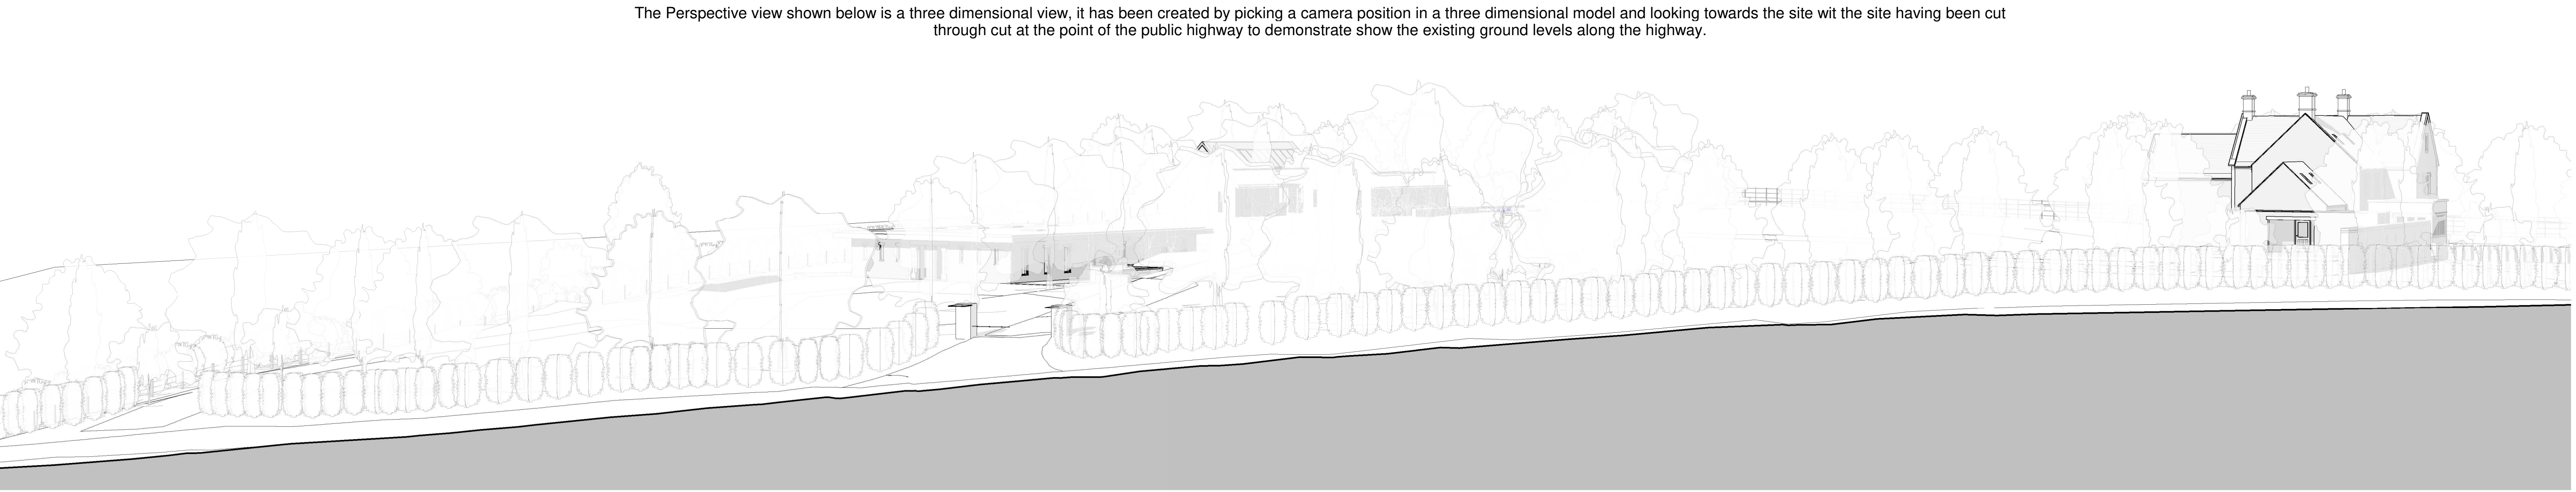 The Perspective view shown below is a three dimensional view, it has been created by picking a camera position in a three dimensional model and looking towards the site wit the site having been cut
through cut at the point of the public highway to demonstrate show the existing ground levels along the highway.